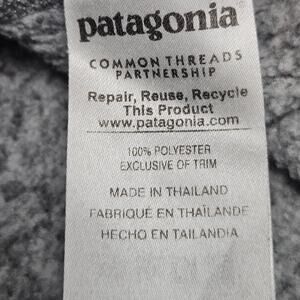 patagonia
COMMON THREADS
PARTNERSHIP
Repair, Reuse, Recycle
This Product
www.patagonia.com
100% POLYESTER
EXCLUSIVE OF TRIM
MADE IN THAILAND
FABRIQUÉ EN THAÏLANDE
HECHO EN TAILANDIA